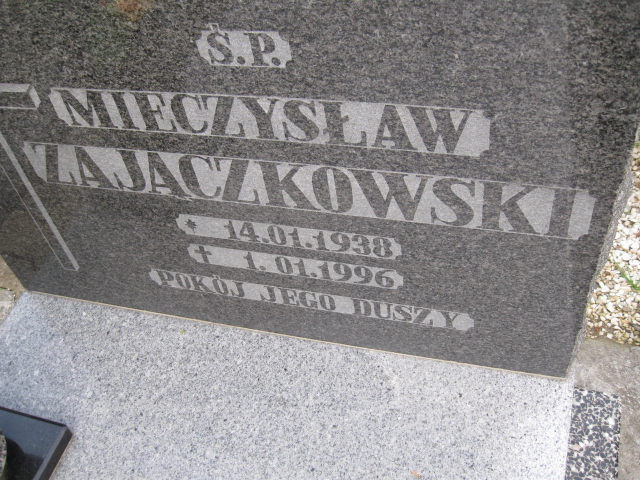 Ś.P.
MIECZYSŁAW
ZAJĄCZKOWSKI
* 14.01.1938
✝ 1.01.1996
POKÓJ JEGO DUSZY